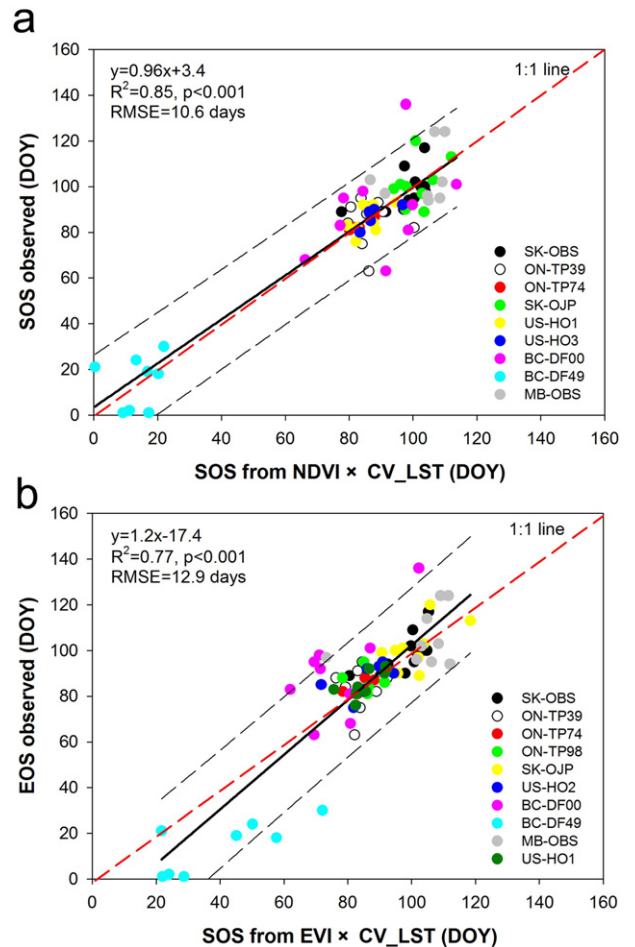 a
160
140
120
100
80
60
40
20
0
SOS observed (DOY)
y=0.96x+3.4
R²=0.85, p<0.001
RMSE=10.6 days
1:1 line
SK-OBS
ON-TP39
ON-TP74
SK-OJP
US-HO1
US-HO3
BC-DF00
BC-DF49
MB-OBS
0 20 40 60 80 100 120 140 160
SOS from NDVI × CV_LST (DOY)
b
160
140
120
100
80
60
40
20
0
EOS observed (DOY)
y=1.2x-17.4
R²=0.77, p<0.001
RMSE=12.9 days
1:1 line
SK-OBS
ON-TP39
ON-TP74
ON-TP98
SK-OJP
US-HO2
BC-DF00
BC-DF49
MB-OBS
US-HO1
0 20 40 60 80 100 120 140 160
SOS from EVI × CV_LST (DOY)